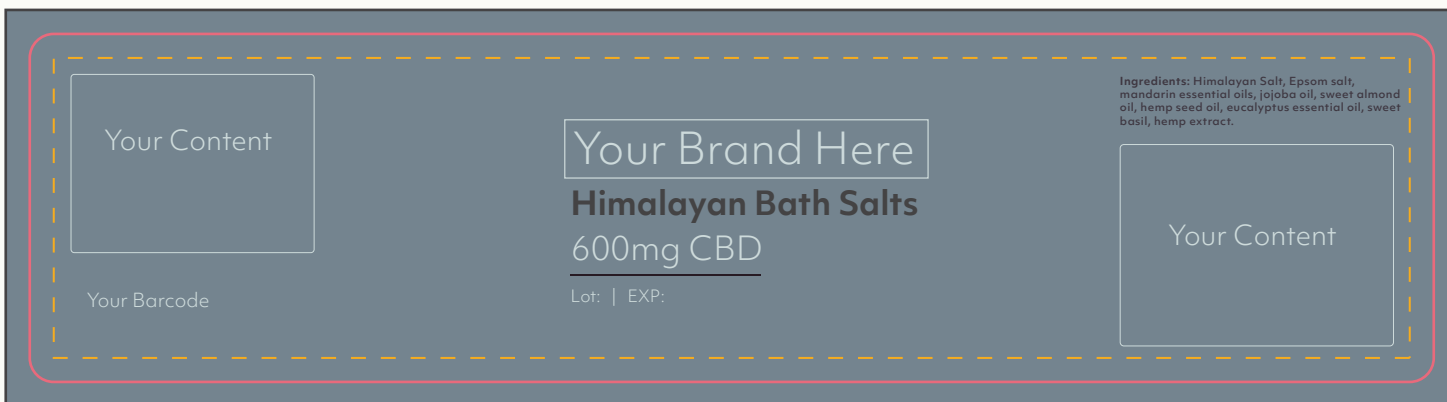 Your Content
Your Barcode
Your Brand Here
Himalayan Bath Salts
600mg CBD
Lot: | EXP:
Ingredients: Himalayan Salt, Epsom salt,
mandarin essential oils, jojoba oil, sweet almond
oil, hemp seed oil, eucalyptus essential oil, sweet
basil, hemp extract.
Your Content